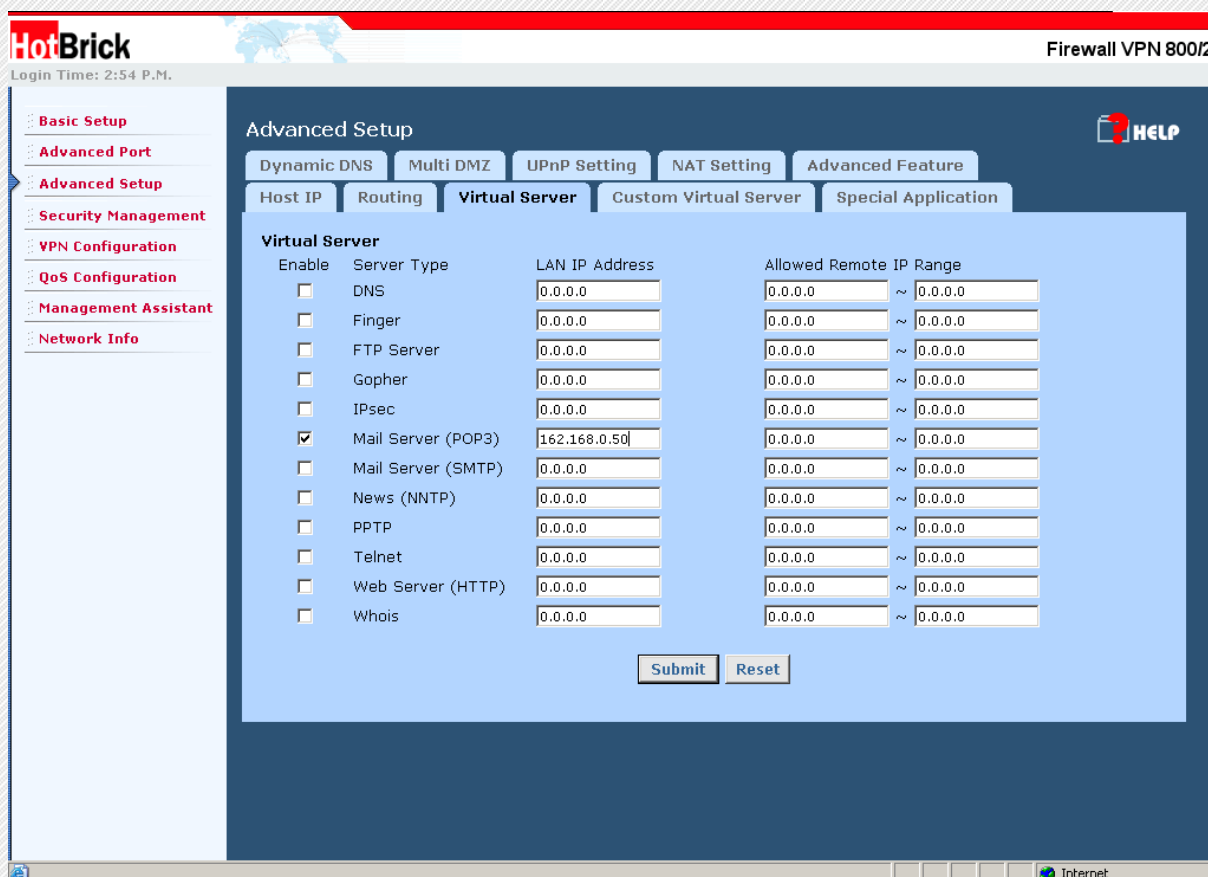 HotBrick
Firewall VPN 800/2
Login Time: 2:54 P.M.
Basic Setup
Advanced Port
Advanced Setup
Security Management
VPN Configuration
QoS Configuration
Management Assistant
Network Info
Advanced Setup
HELP
Dynamic DNS Multi DMZ UPnP Setting NAT Setting Advanced Feature
Host IP Routing Virtual Server Custom Virtual Server Special Application
Virtual Server
Enable Server Type LAN IP Address Allowed Remote IP Range
DNS 0.0.0.0 0.0.0.0 ~ 0.0.0.0
Finger 0.0.0.0 0.0.0.0 ~ 0.0.0.0
FTP Server 0.0.0.0 0.0.0.0 ~ 0.0.0.0
Gopher 0.0.0.0 0.0.0.0 ~ 0.0.0.0
IPsec 0.0.0.0 0.0.0.0 ~ 0.0.0.0
Mail Server (POP3) 162.168.0.50 0.0.0.0 ~ 0.0.0.0
Mail Server (SMTP) 0.0.0.0 0.0.0.0 ~ 0.0.0.0
News (NNTP) 0.0.0.0 0.0.0.0 ~ 0.0.0.0
PPTP 0.0.0.0 0.0.0.0 ~ 0.0.0.0
Telnet 0.0.0.0 0.0.0.0 ~ 0.0.0.0
Web Server (HTTP) 0.0.0.0 0.0.0.0 ~ 0.0.0.0
Whois 0.0.0.0 0.0.0.0 ~ 0.0.0.0
Submit Reset
Internet